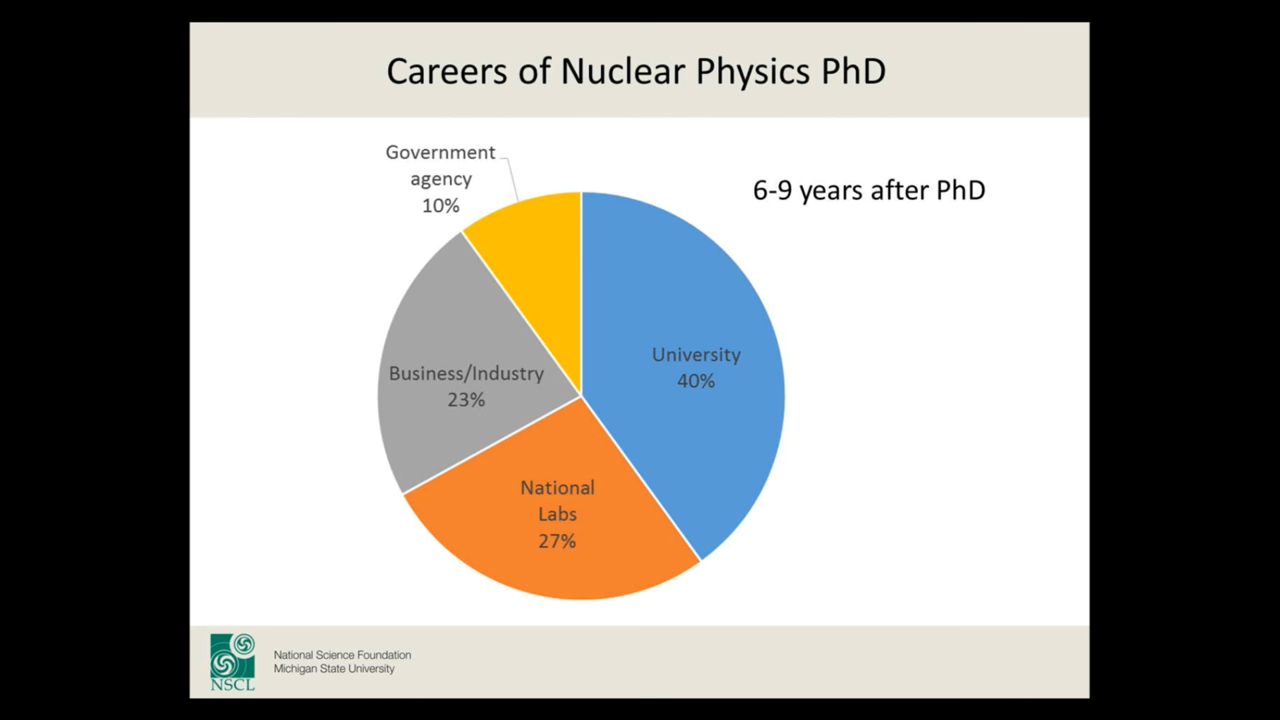 Careers of Nuclear Physics PhD
Government
agency
10%
6-9 years after PhD
University
40%
Business/Industry
23%
National
Labs
27%
National Science Foundation
Michigan State University
NSCL